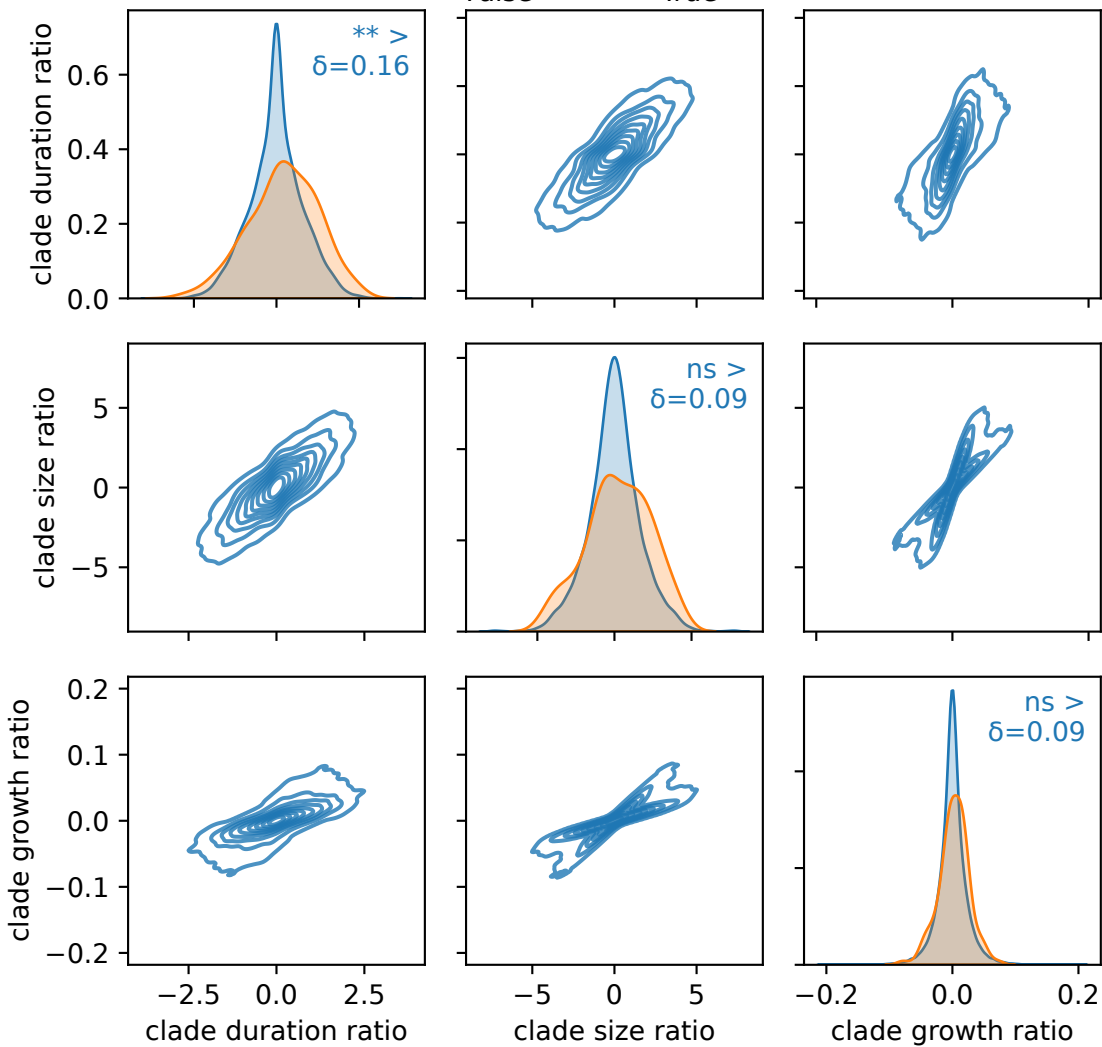 ** >
δ=0.16
clade duration ratio
0.6
0.4
0.2
0.0
ns >
δ=0.09
clade size ratio
5
0
−5
ns >
δ=0.09
clade growth ratio
0.2
0.1
0.0
−0.1
−0.2
−2.5 0.0 2.5
−5 0 5
−0.2 0.0 0.2
clade duration ratio
clade size ratio
clade growth ratio